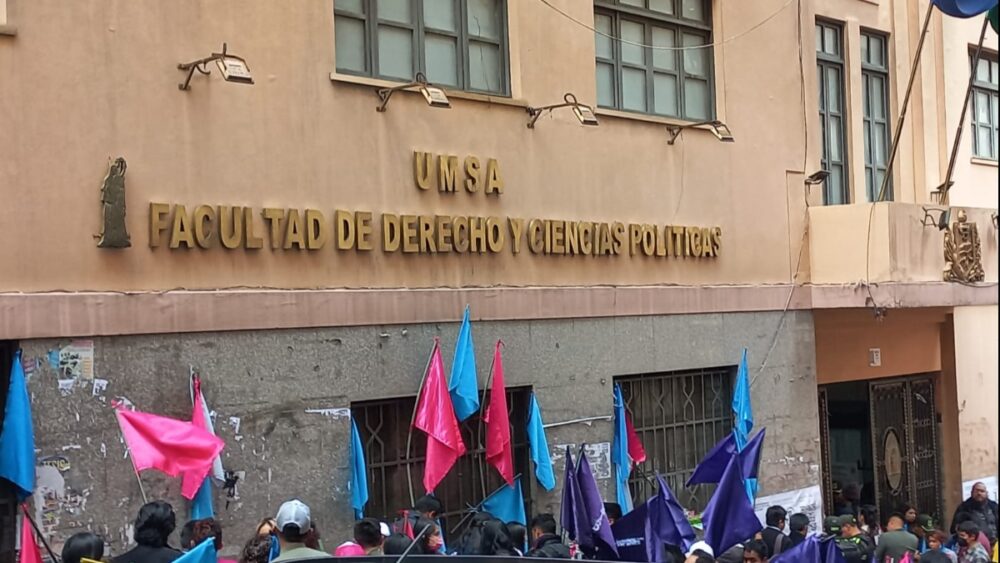 UMSA
FACULTAD DE DERECHO Y CIENCIAS POLITICAS